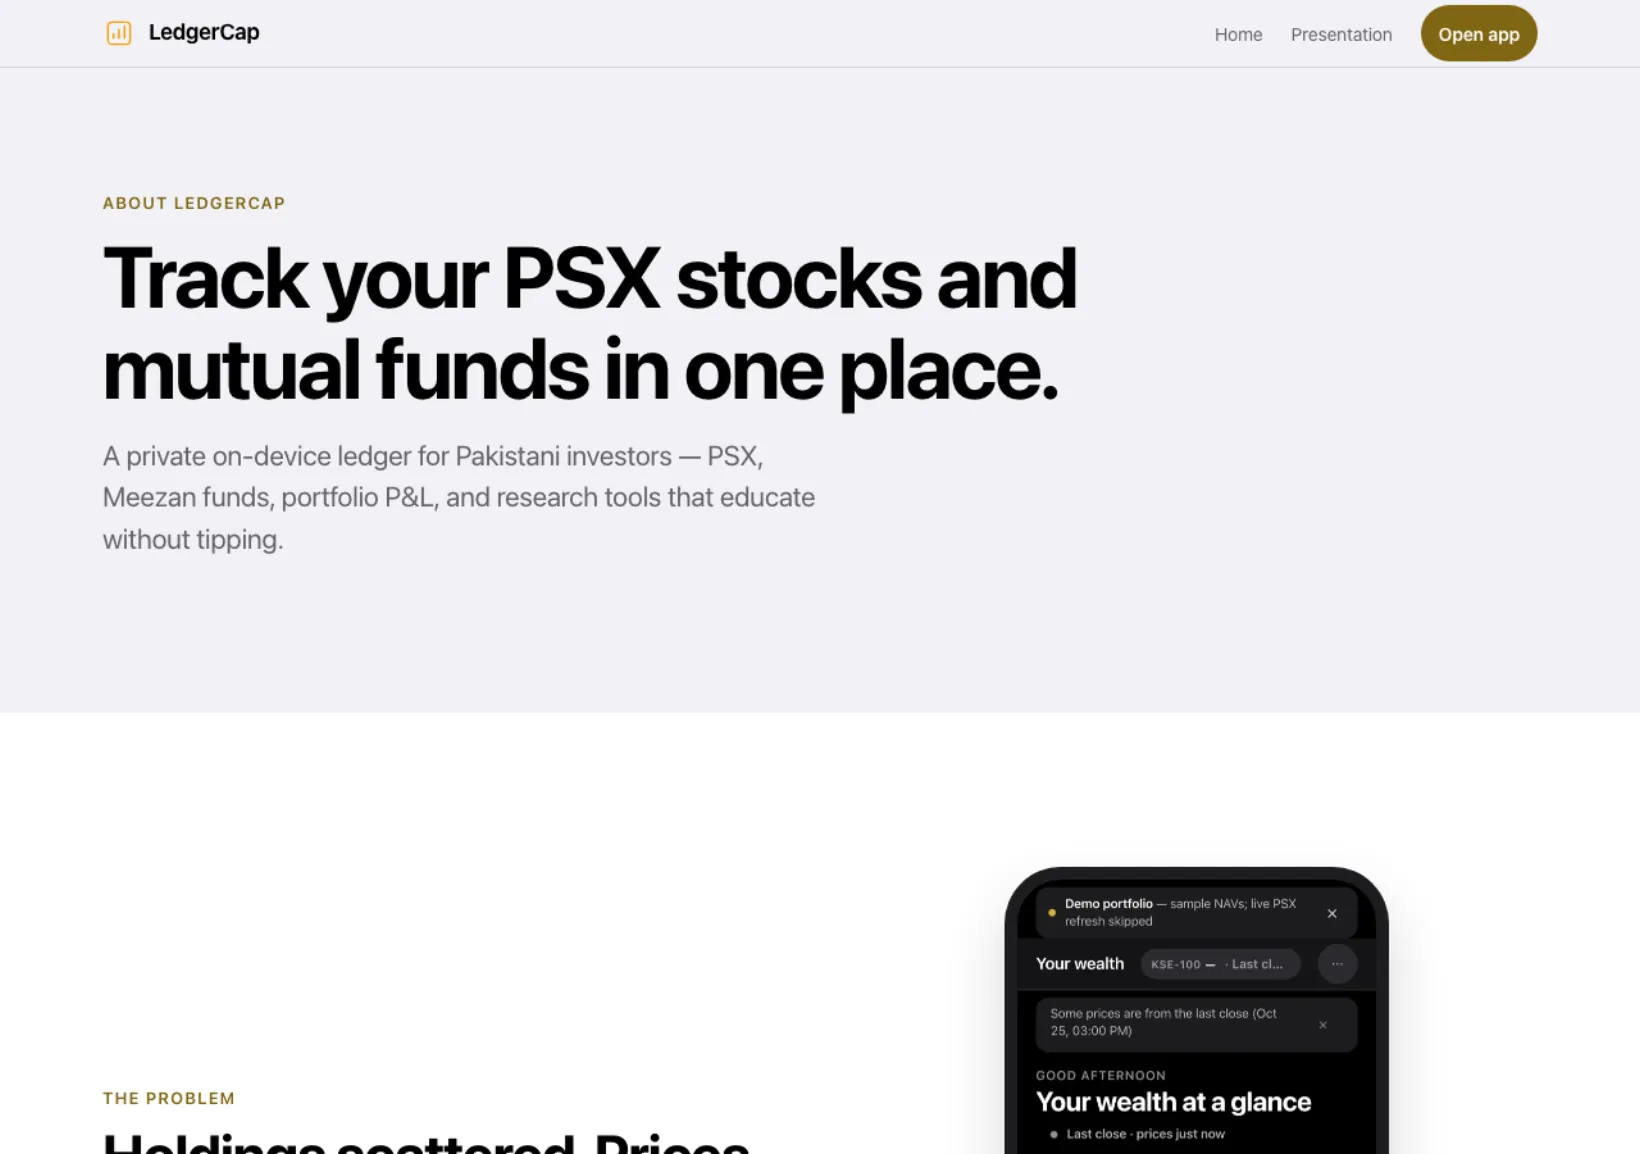 LedgerCap
Home
Presentation
Open app
ABOUT LEDGERCAP
Track your PSX stocks and
mutual funds in one place.
A private on-device ledger for Pakistani investors — PSX,
Meezan funds, portfolio P&L, and research tools that educate
without tipping.
THE PROBLEM
Holdings scattered. Prices
Demo portfolio — sample NAVs; live PSX
refresh skipped
×
Your wealth
KSE-100 — · Last cl...
...
Some prices are from the last close (Oct
25, 03:00 PM)
×
GOOD AFTERNOON
Your wealth at a glance
Last close · prices just now